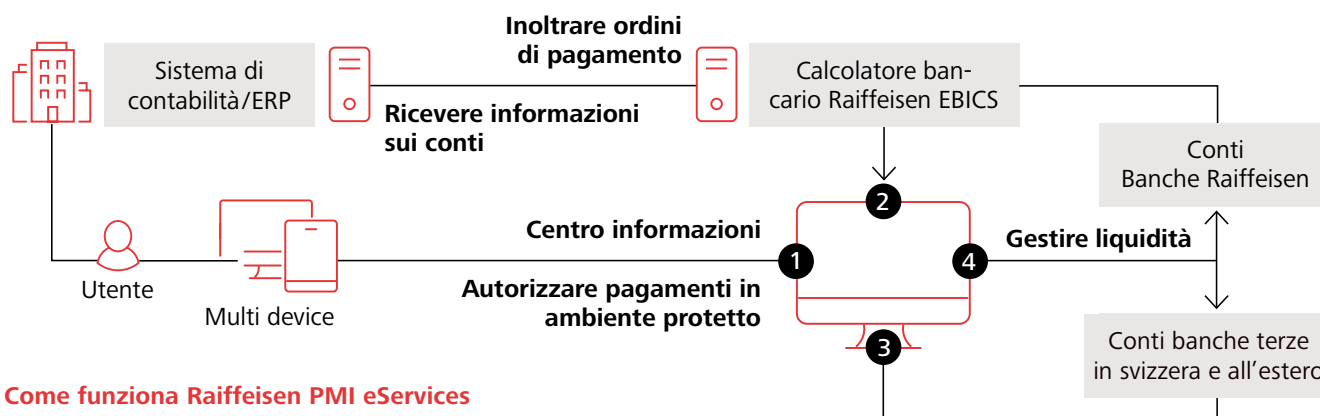 Inoltrare ordini
di pagamento
Sistema di
contabilità/ERP
Calcolatore ban-
cario Raiffeisen EBICS
Ricevere informazioni
sui conti
Conti
Banche Raiffeisen
2
Centro informazioni
1
4
Gestire liquidità
Utente
Multi device
Autorizzare pagamenti in
ambiente protetto
3
Conti banche terze
in svizzera e all'estero
Come funziona Raiffeisen PMI eServices